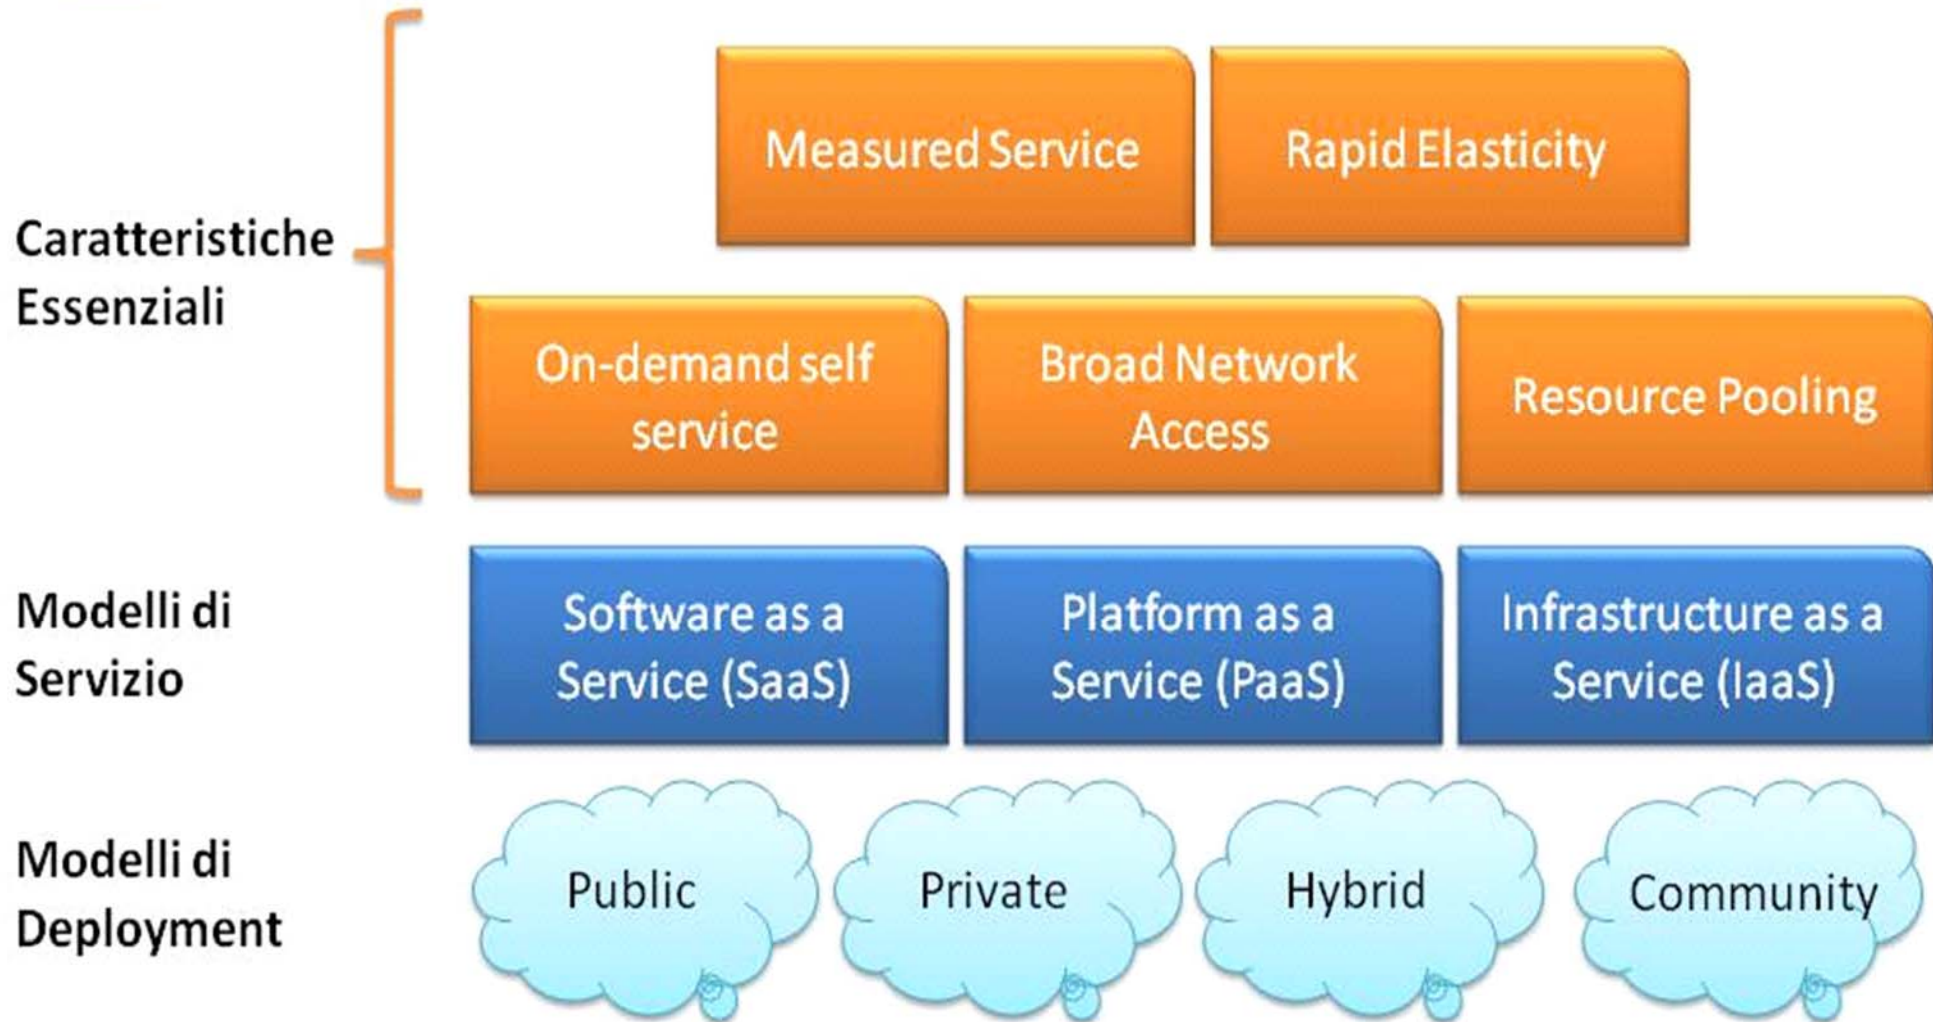 Caratteristiche
Essenziali
Measured Service
Rapid Elasticity
On-demand self
service
Broad Network
Access
Resource Pooling
Modelli di
Servizio
Software as a
Service (SaaS)
Platform as a
Service (PaaS)
Infrastructure as a
Service (IaaS)
Modelli di
Deployment
Public
Private
Hybrid
Community